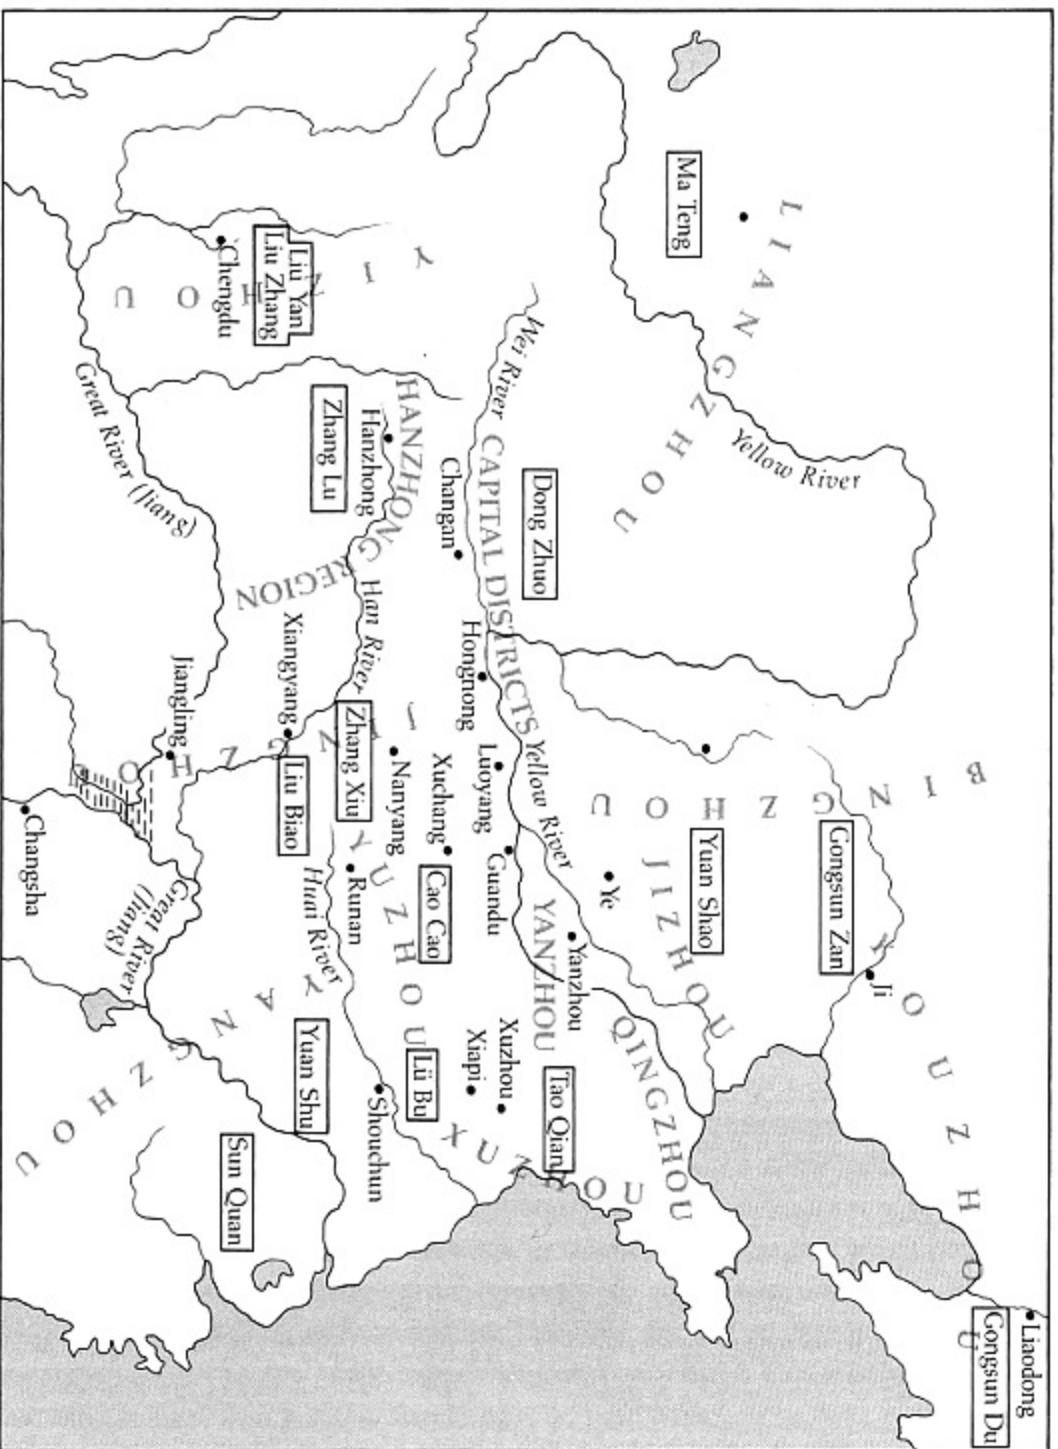 LIANGZHOU
Ma Teng
Yellow River
BINGZHOU
Gongsun Zan
YOUZHOU
Liaodong
Gongsun Du
Ji
Yuan Shao
JIZHOU
Ye
QINGZHOU
Wei River
CAPITAL DISTRICTS
Dong Zhuo
Changan
Hongnong
Luoyang
Yellow River
Guandu
Yanzhou
YANZHOU
Tao Qian
XUZHOU
Xuzhou
Xiapi
YIZHOU
Liu Yan
Liu Zhang
Chengdu
HANZHONG REGION
Hanzhong
Zhang Lu
Han River
Xiangyang
Zhang Xiu
Liu Biao
JINGZHOU
Nanyang
Xuchang
Cao Cao
YUZHOU
Runan
Huai River
Lü Bu
Shouchun
Yuan Shu
YANGZHOU
Sun Quan
Great River (Jiang)
Jiangling
Great River
(Jiang)
Changsha